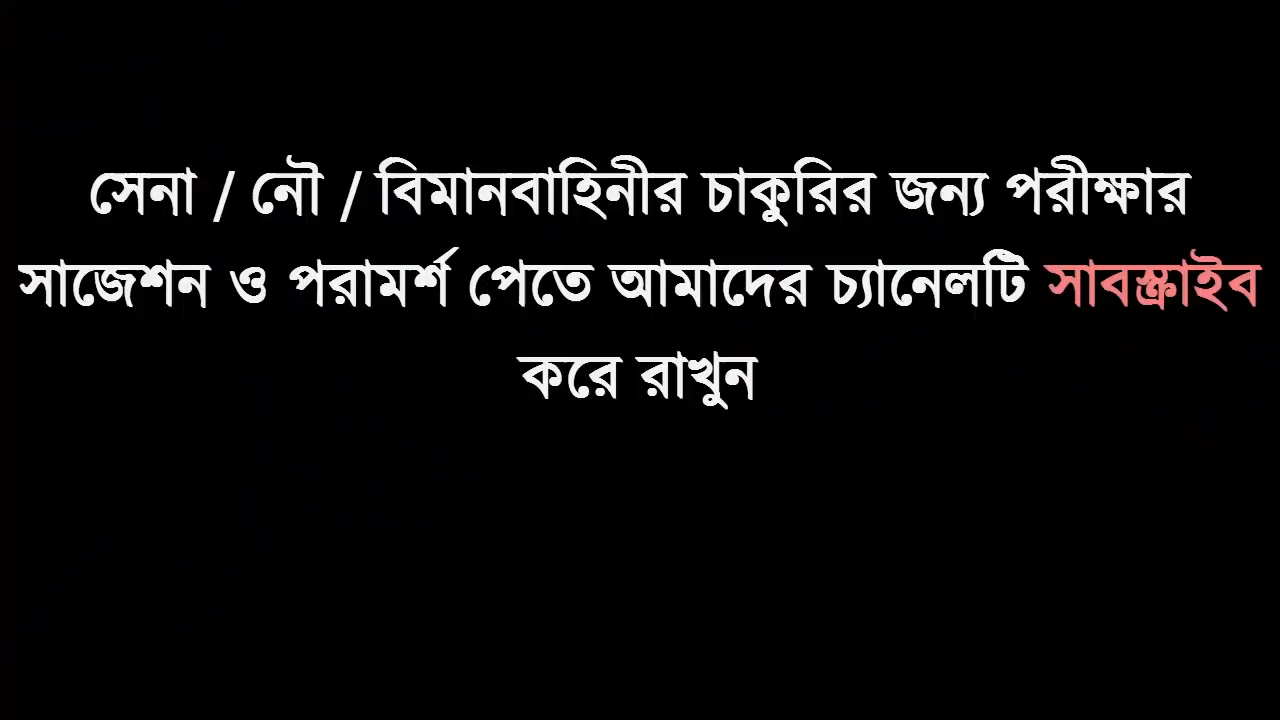 সেনা / নৌ / বিমানবাহিনীর চাকুরির জন্য পরীক্ষার
সাজেশন ও পরামর্শ পেতে আমাদের চ্যানেলটি সাবস্ক্রাইব
করে রাখুন